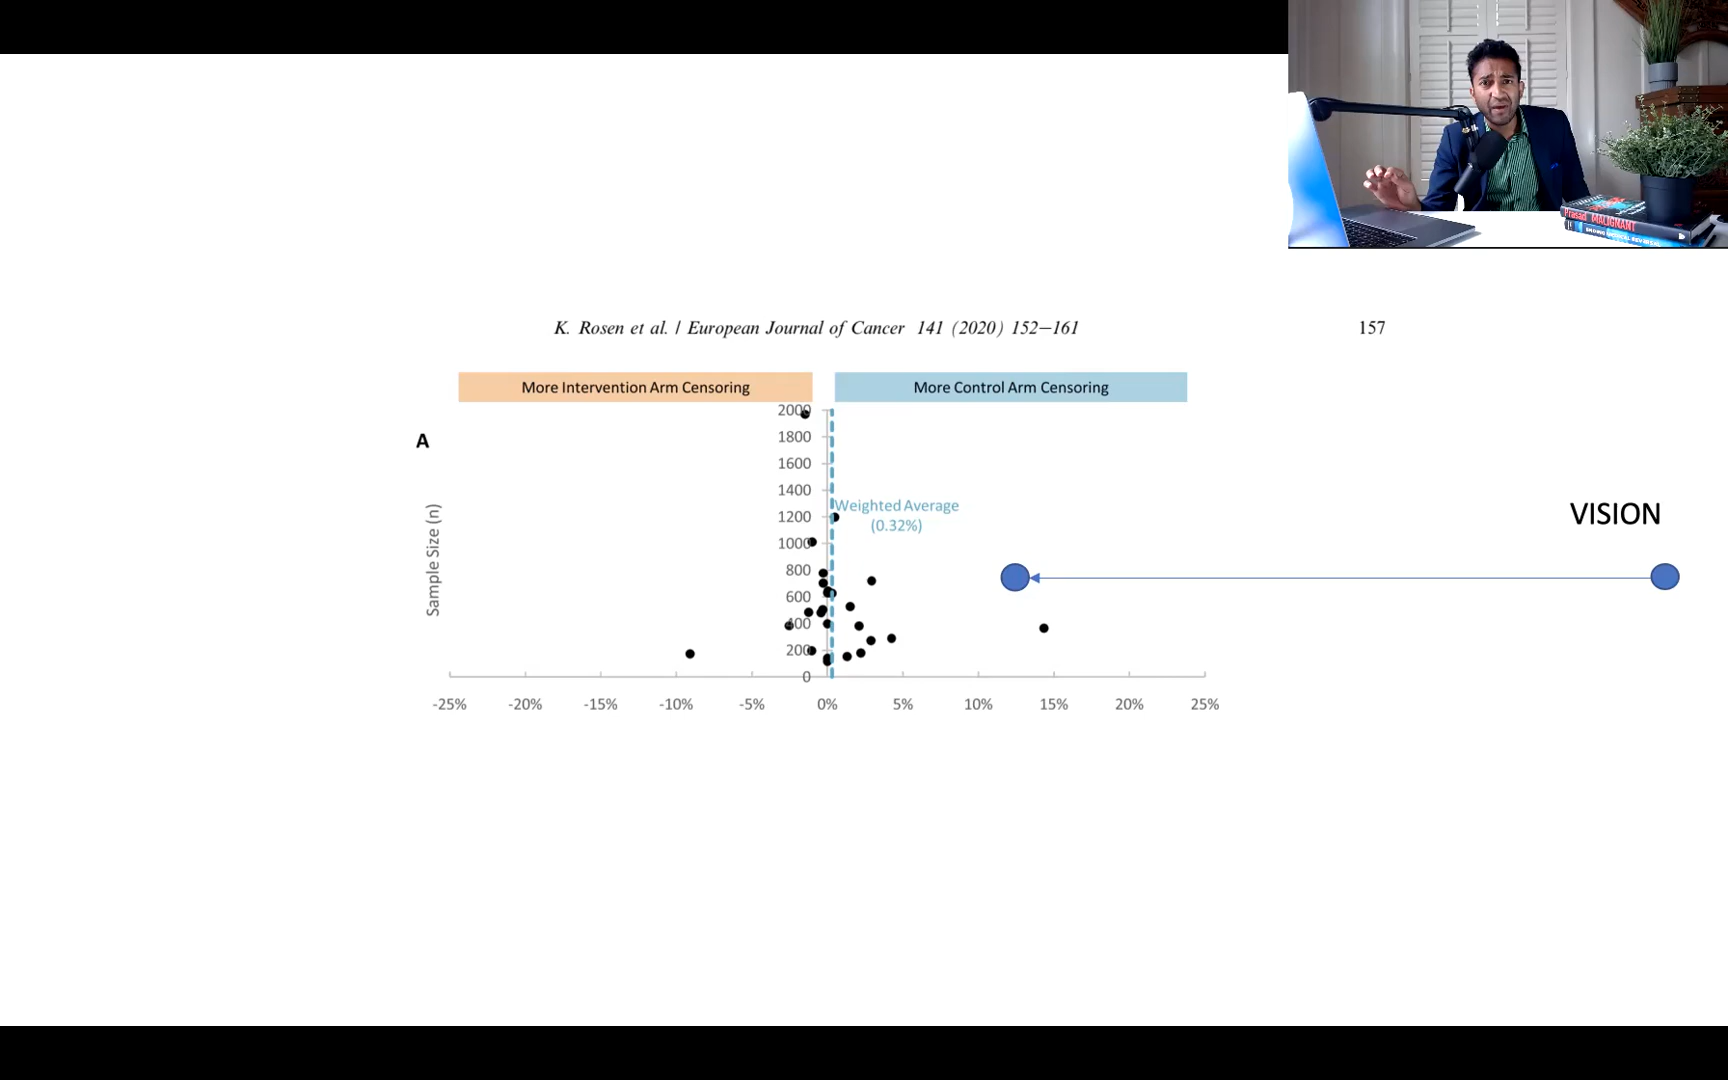 Prasad MALIGNANT
K. Rosen et al. / European Journal of Cancer 141 (2020) 152–161
157
More Intervention Arm Censoring
More Control Arm Censoring
A
Sample Size (n)
2000
1800
1600
1400
1200
1000
800
600
400
200
0
Weighted Average
(0.32%)
VISION
-25% -20% -15% -10% -5% 0% 5% 10% 15% 20% 25%